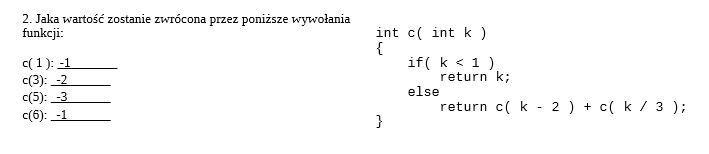 2. Jaka wartość zostanie zwrócona przez poniższe wywołania
funkcji:
c( 1 ): -1
c(3): -2
c(5): -3
c(6): -1
int c( int k )
{
if( k < 1 )
return k;
else
return c( k - 2 ) + c( k / 3 );
}